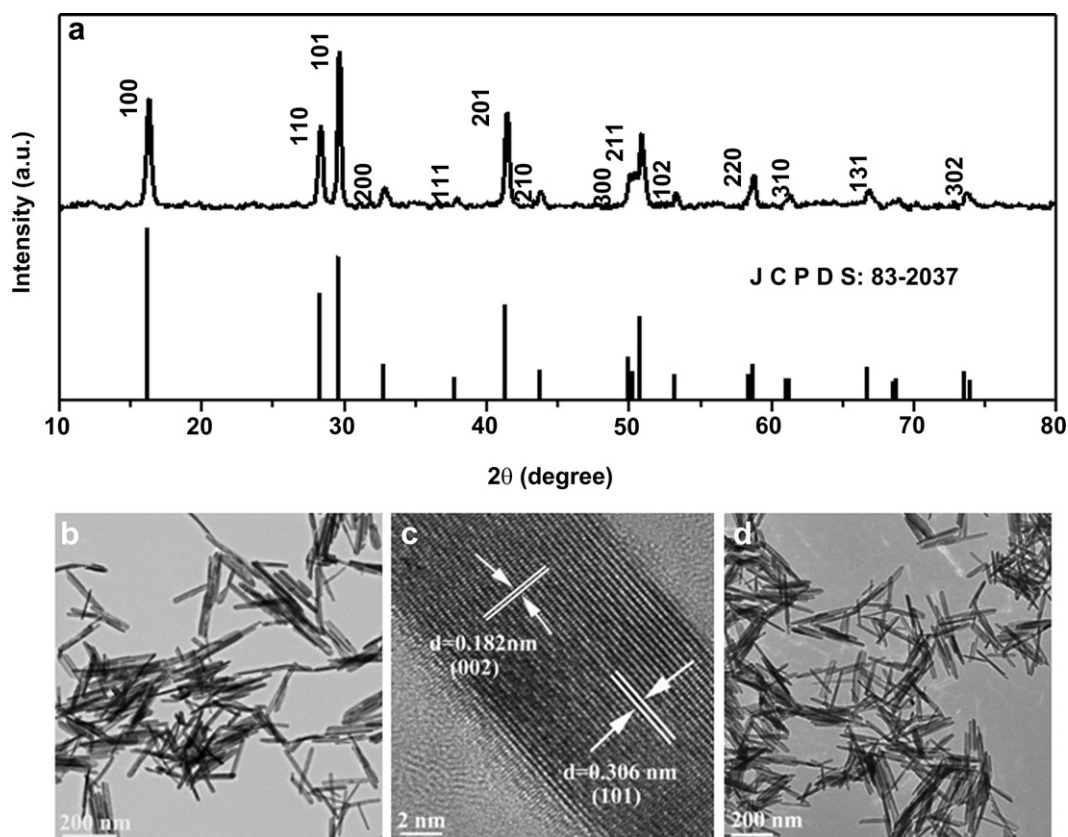 a
Intensity (a.u.)
100
110
101
200
111
201
210
300
211
102
220
310
131
302
J C P D S: 83-2037
10 20 30 40 50 60 70 80
2θ (degree)
b
200 nm
c
d=0.182nm
(002)
d=0.306 nm
(101)
2 nm
d
200 nm